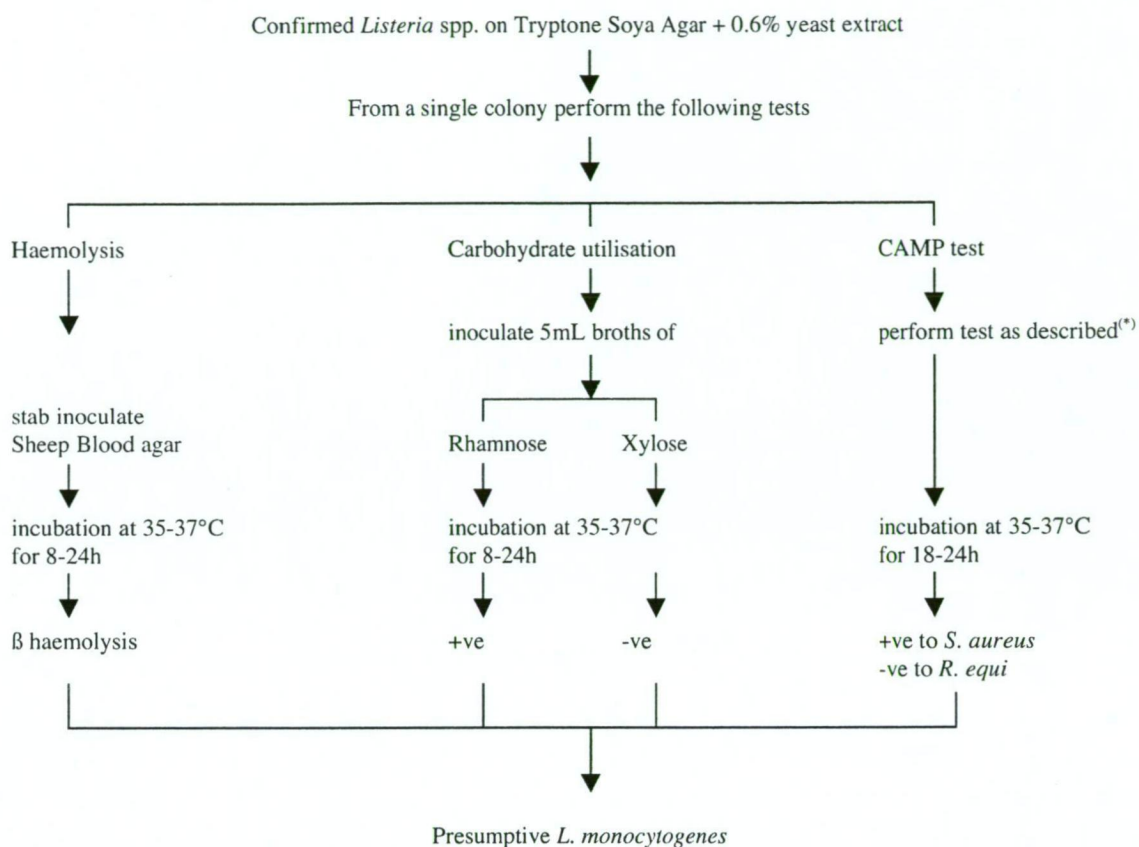 Confirmed Listeria spp. on Tryptone Soya Agar + 0.6% yeast extract
From a single colony perform the following tests
Haemolysis
Carbohydrate utilisation
CAMP test
inoculate 5mL broths of
perform test as described(*)
stab inoculate
Sheep Blood agar
Rhamnose
Xylose
incubation at 35-37°C
for 8-24h
incubation at 35-37°C
for 8-24h
incubation at 35-37°C
for 18-24h
ß haemolysis
+ve
-ve
+ve to S. aureus
-ve to R. equi
Presumptive L. monocytogenes